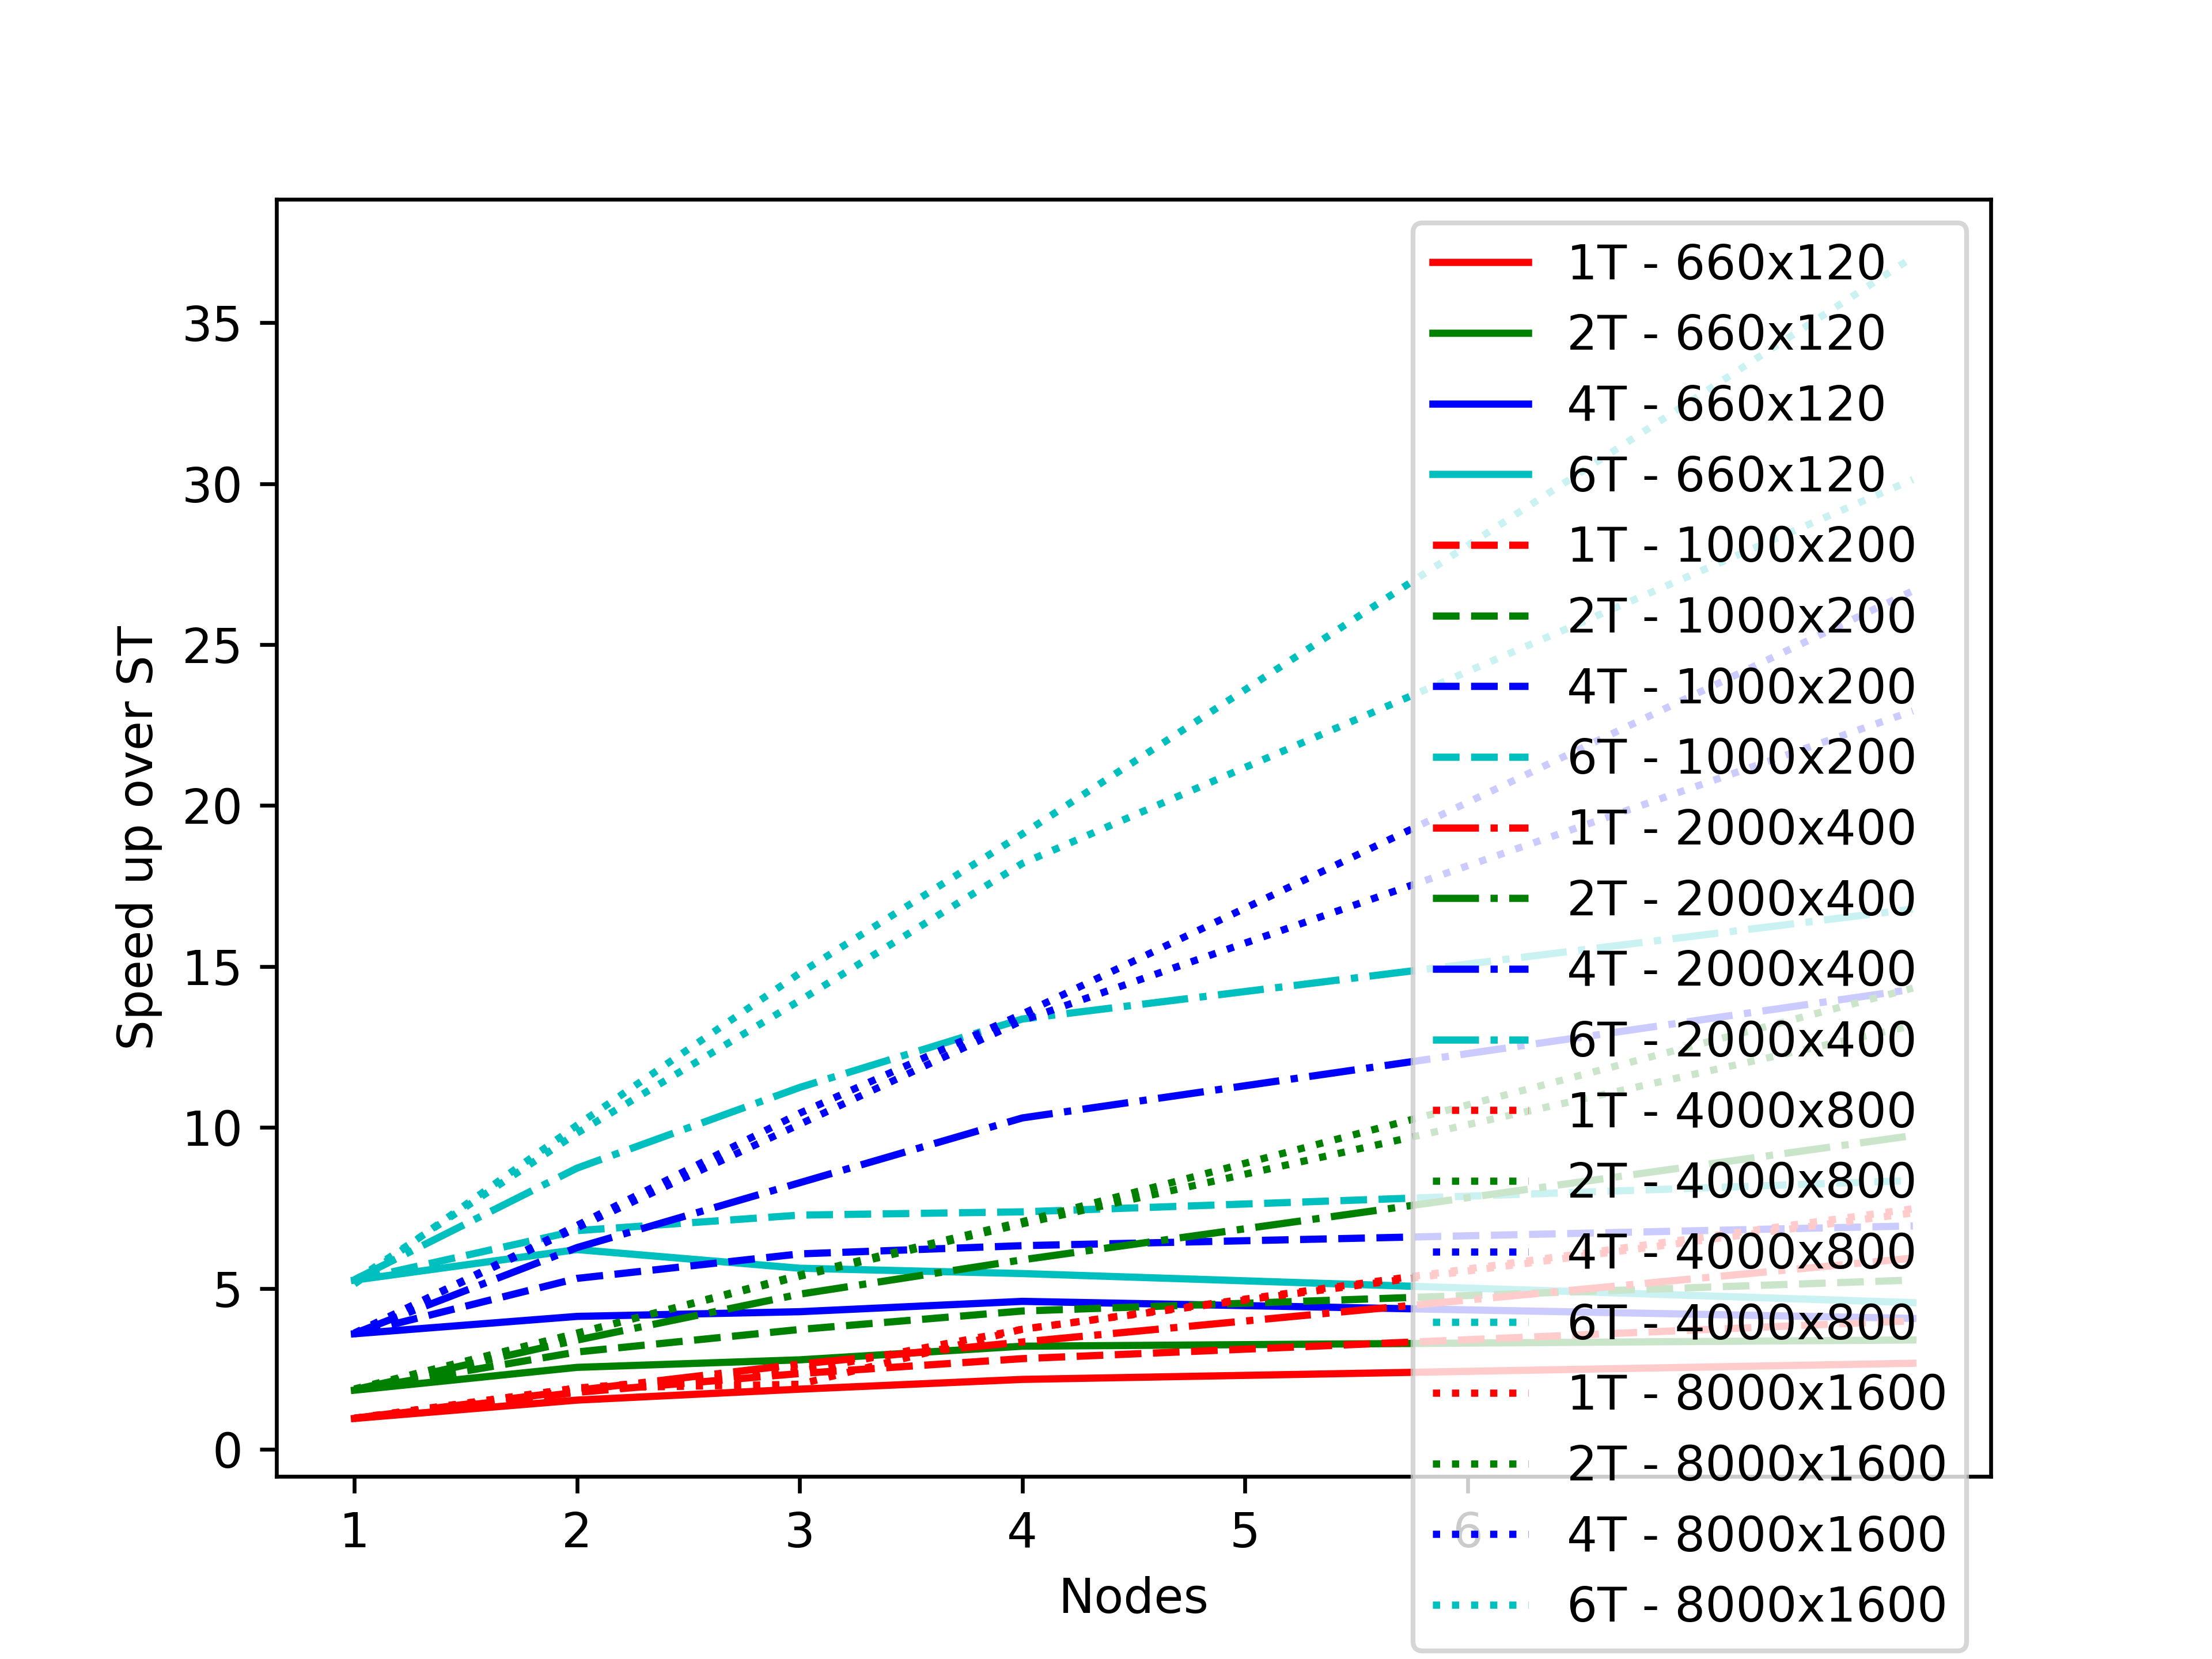 35
30
25
20
15
10
5
0
Speed up over ST
1 2 3 4 5 6
Nodes
1T - 660x120
2T - 660x120
4T - 660x120
6T - 660x120
1T - 1000x200
2T - 1000x200
4T - 1000x200
6T - 1000x200
1T - 2000x400
2T - 2000x400
4T - 2000x400
6T - 2000x400
1T - 4000x800
2T - 4000x800
4T - 4000x800
6T - 4000x800
1T - 8000x1600
2T - 8000x1600
4T - 8000x1600
6T - 8000x1600